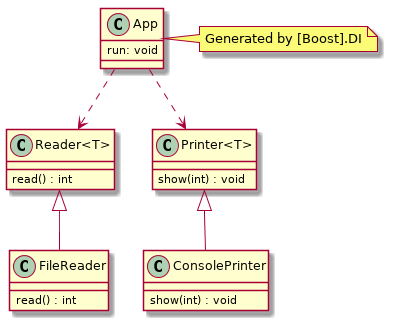 C App
run: void
Generated by [Boost].DI
C Reader<T>
read() : int
C Printer<T>
show(int) : void
C FileReader
read() : int
C ConsolePrinter
show(int) : void